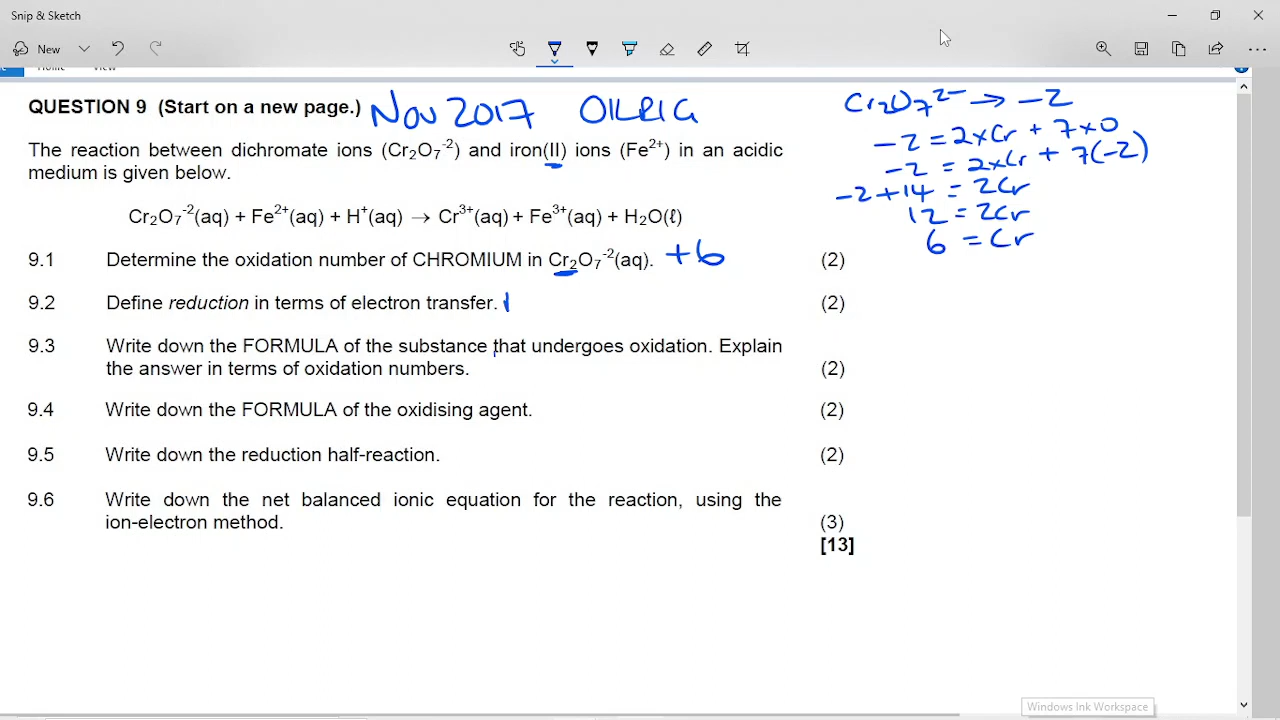 Snip & Sketch
New
QUESTION 9 (Start on a new page.) Nov 2017 OILRIG
The reaction between dichromate ions (Cr₂O₇⁻²) and iron(II) ions (Fe²⁺) in an acidic
medium is given below.
Cr₂O₇⁻²(aq) + Fe²⁺(aq) + H⁺(aq) → Cr³⁺(aq) + Fe³⁺(aq) + H₂O(ℓ)
9.1 Determine the oxidation number of CHROMIUM in Cr₂O₇⁻²(aq). +6 (2)
9.2 Define reduction in terms of electron transfer. (2)
9.3 Write down the FORMULA of the substance that undergoes oxidation. Explain
the answer in terms of oxidation numbers. (2)
9.4 Write down the FORMULA of the oxidising agent. (2)
9.5 Write down the reduction half-reaction. (2)
9.6 Write down the net balanced ionic equation for the reaction, using the
ion-electron method. (3)
[13]
Cr₂O₇²⁻ → -2
-2 = 2×Cr + 7×O
-2 = 2×Cr + 7(-2)
-2+14 = 2Cr
12 = 2Cr
6 = Cr
Windows Ink Workspace